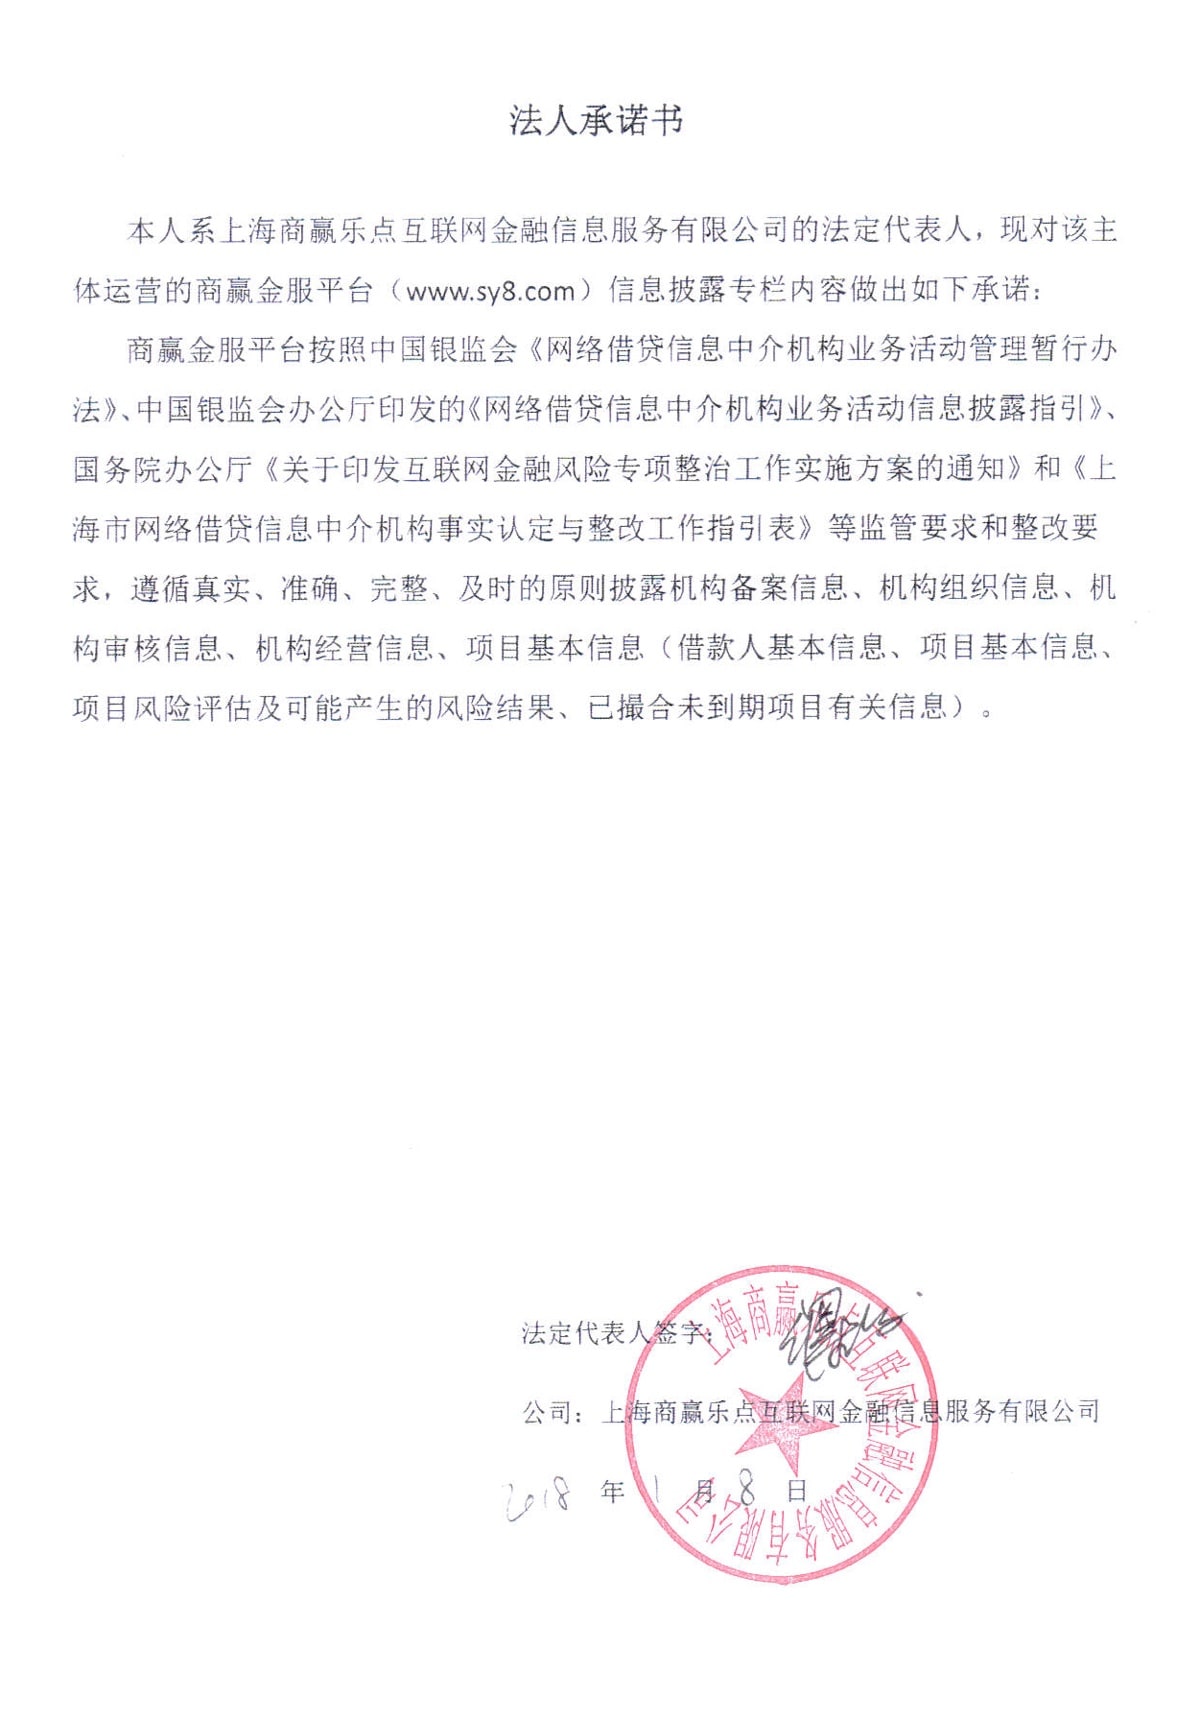 法人承诺书
本人系上海商赢乐点互联网金融信息服务有限公司的法定代表人，现对该主
体运营的商赢金服平台（www.sy8.com）信息披露专栏内容做出如下承诺：
商赢金服平台按照中国银监会《网络借贷信息中介机构业务活动管理暂行办
法》、中国银监会办公厅印发的《网络借贷信息中介机构业务活动信息披露指引》、
国务院办公厅《关于印发互联网金融风险专项整治工作实施方案的通知》和《上
海市网络借贷信息中介机构事实认定与整改工作指引表》等监管要求和整改要
求，遵循真实、准确、完整、及时的原则披露机构备案信息、机构组织信息、机
构审核信息、机构经营信息、项目基本信息（借款人基本信息、项目基本信息、
项目风险评估及可能产生的风险结果、已撮合未到期项目有关信息）。
法定代表人签字：
公司：上海商赢乐点互联网金融信息服务有限公司
2018 年 1 月 8 日
上海商赢乐点互联网金融信息服务有限公司